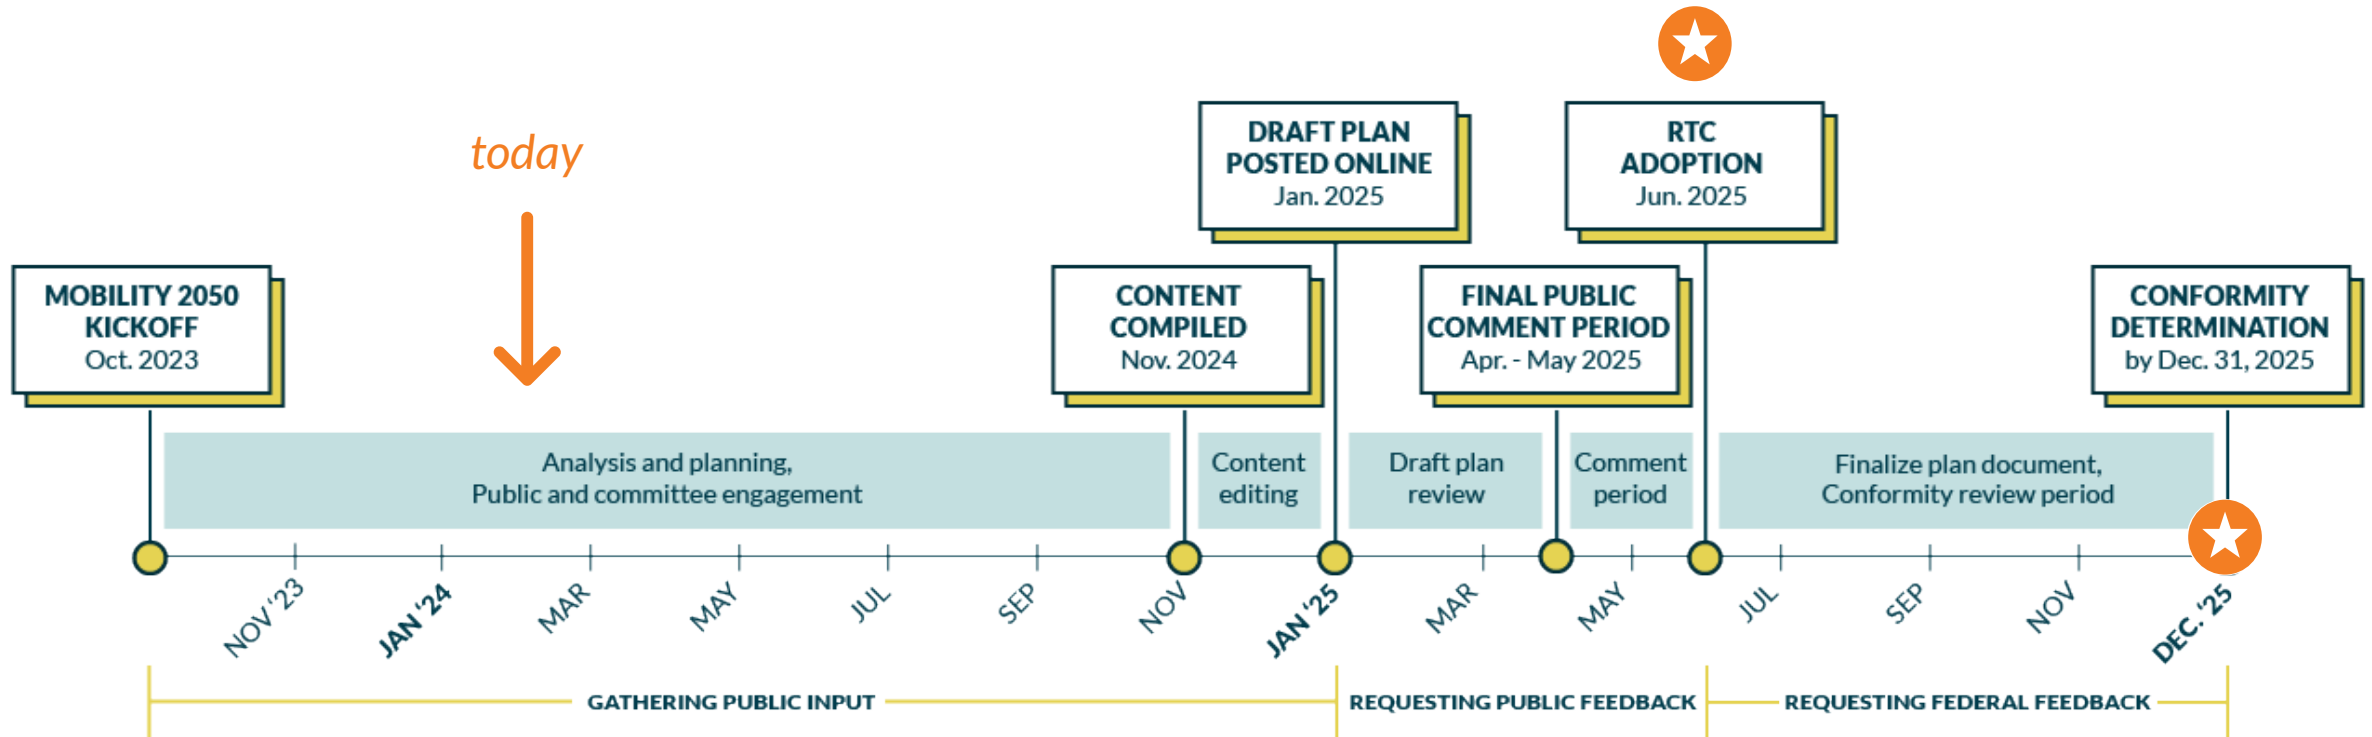 today
DRAFT PLAN
POSTED ONLINE
Jan. 2025
RTC
ADOPTION
Jun. 2025
MOBILITY 2050
KICKOFF
Oct. 2023
CONTENT
COMPILED
Nov. 2024
FINAL PUBLIC
COMMENT PERIOD
Apr. - May 2025
CONFORMITY
DETERMINATION
by Dec. 31, 2025
Analysis and planning,
Public and committee engagement
Content
editing
Draft plan
review
Comment
period
Finalize plan document,
Conformity review period
NOV '23
JAN '24
MAR
MAY
JUL
SEP
NOV
JAN '25
MAR
MAY
JUL
SEP
NOV
DEC. '25
GATHERING PUBLIC INPUT
REQUESTING PUBLIC FEEDBACK
REQUESTING FEDERAL FEEDBACK